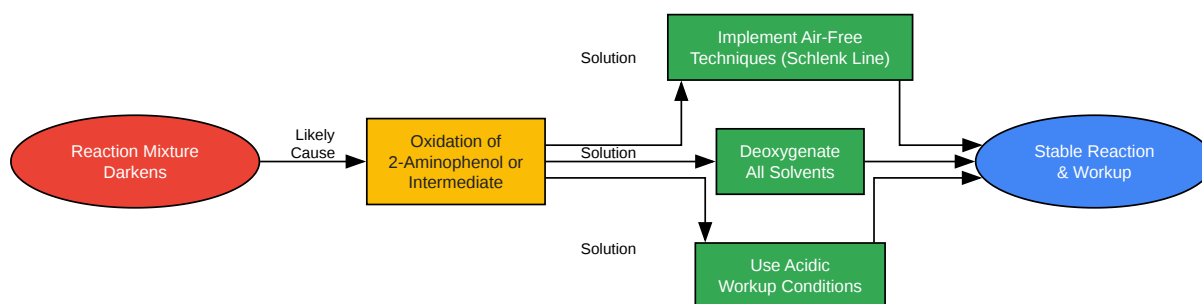 Reaction Mixture
Darkens
Likely
Cause
Oxidation of
2-Aminophenol or
Intermediate
Solution
Implement Air-Free
Techniques (Schlenk Line)
Solution
Deoxygenate
All Solvents
Solution
Use Acidic
Workup Conditions
Stable Reaction
& Workup